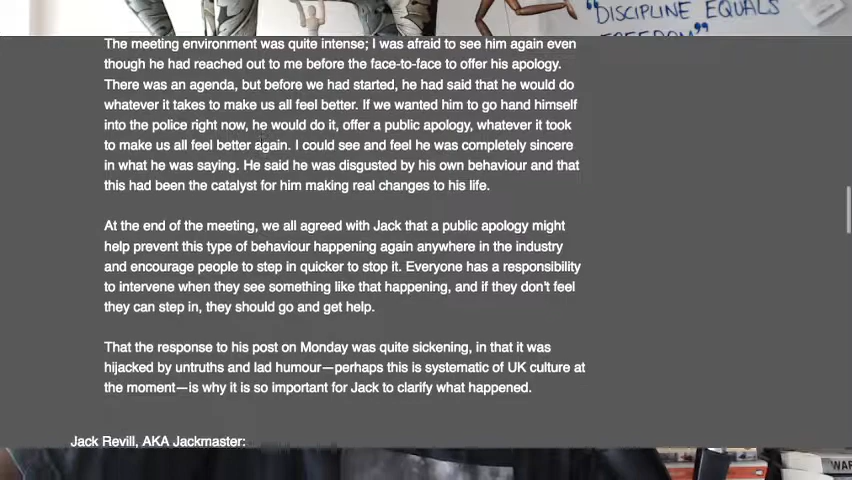 "DISCIPLINE EQUALS
FREEDOM"
The meeting environment was quite intense; I was afraid to see him again even
though he had reached out to me before the face-to-face to offer his apology.
There was an agenda, but before we had started, he had said that he would do
whatever it takes to make us all feel better. If we wanted him to go hand himself
into the police right now, he would do it, offer a public apology, whatever it took
to make us all feel better again. I could see and feel he was completely sincere
in what he was saying. He said he was disgusted by his own behaviour and that
this had been the catalyst for him making real changes to his life.
At the end of the meeting, we all agreed with Jack that a public apology might
help prevent this type of behaviour happening again anywhere in the industry
and encourage people to step in quicker to stop it. Everyone has a responsibility
to intervene when they see something like that happening, and if they don't feel
they can step in, they should go and get help.
That the response to his post on Monday was quite sickening, in that it was
hijacked by untruths and lad humour—perhaps this is systematic of UK culture at
the moment—is why it is so important for Jack to clarify what happened.
Jack Revill, AKA Jackmaster:
WAR